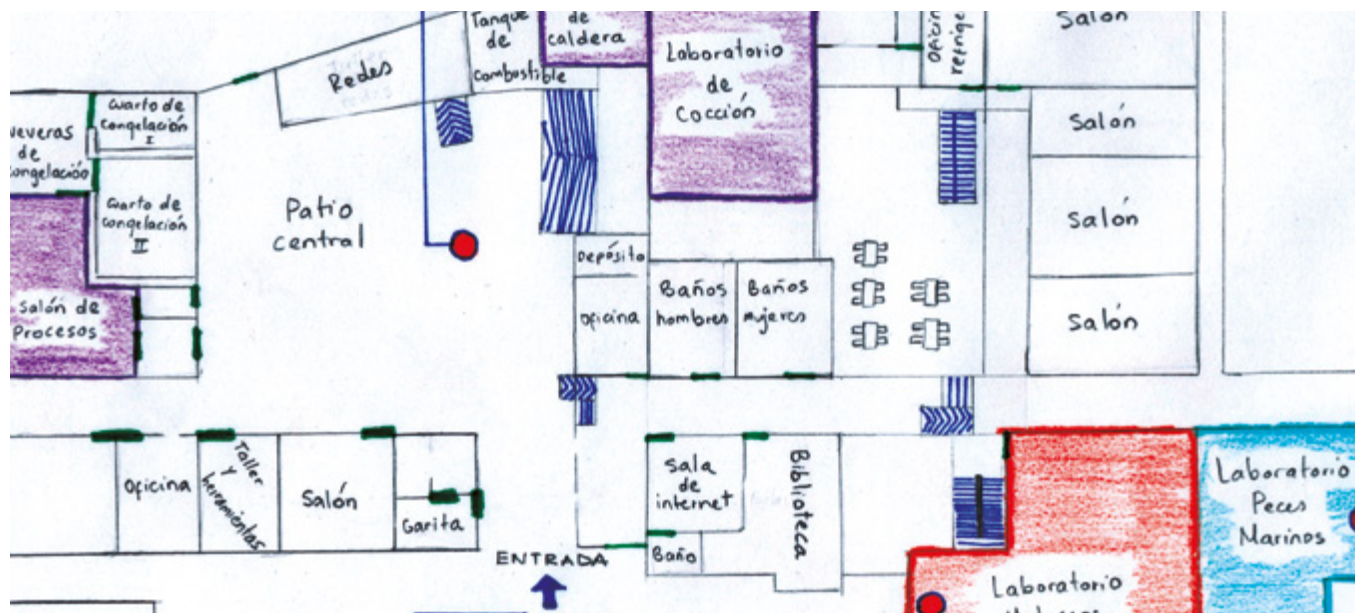 Tanque
de
Combustible
de
caldera
Laboratorio
de
Cocción
Salón
Redes
Cuarto de
Congelación
I
de
Cuarto de
congelación
II
Patio
central
Salón
Salón
Salón
Depósito
Oficina
Baños
hombres
Baños
mujeres
Salón de
Procesos
Oficina
Taller
y
herramientas
Salón
Garita
Sala
de
internet
Biblioteca
Baño
ENTRADA
Laboratorio
Peces
Marinos
Laboratorio